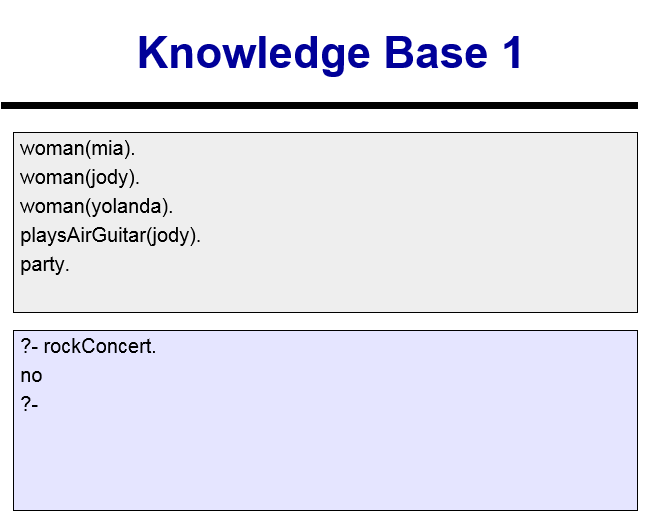 Knowledge Base 1
woman(mia).
woman(jody).
woman(yolanda).
playsAirGuitar(jody).
party.
?- rockConcert.
no
?-